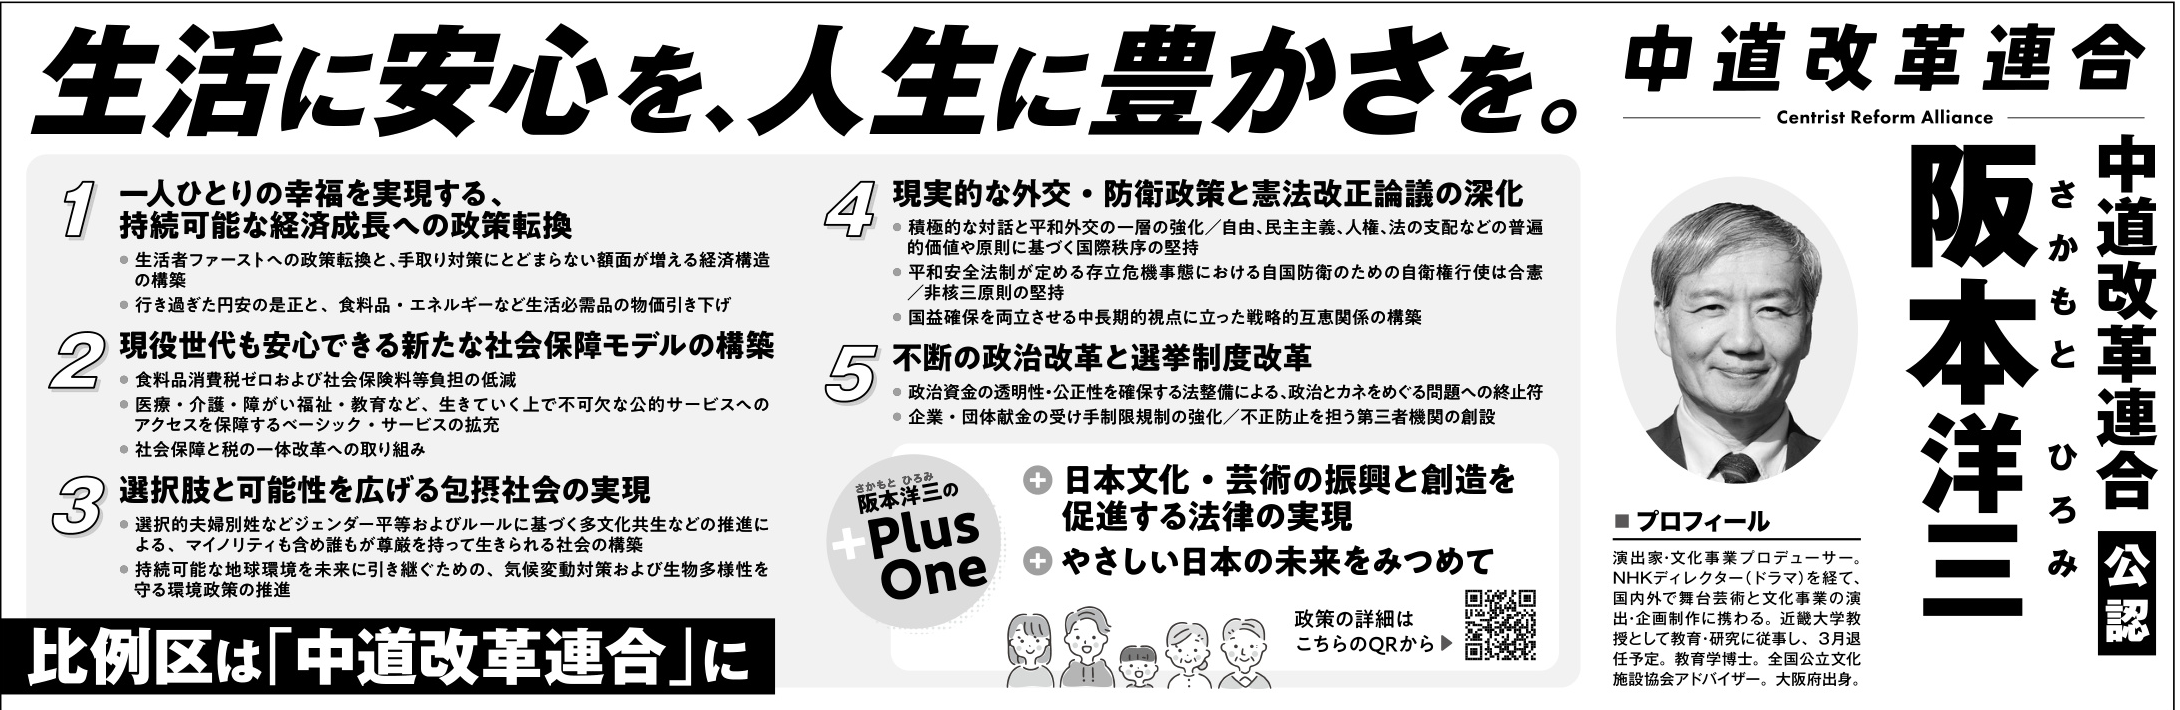 生活に安心を、人生に豊かさを。
1
一人ひとりの幸福を実現する、
持続可能な経済成長への政策転換
● 生活者ファーストへの政策転換と、手取り対策にとどまらない額面が増える経済構造
の構築
● 行き過ぎた円安の是正と、食料品・エネルギーなど生活必需品の物価引き下げ
2
現役世代も安心できる新たな社会保障モデルの構築
● 食料品消費税ゼロおよび社会保険料等負担の低減
● 医療・介護・障がい福祉・教育など、生きていく上で不可欠な公的サービスへの
アクセスを保障するベーシック・サービスの拡充
● 社会保障と税の一体改革への取り組み
3
選択肢と可能性を広げる包摂社会の実現
● 選択的夫婦別姓などジェンダー平等およびルールに基づく多文化共生などの推進に
よる、マイノリティも含め誰もが尊厳を持って生きられる社会の構築
● 持続可能な地球環境を未来に引き継ぐための、気候変動対策および生物多様性を
守る環境政策の推進
比例区は「中道改革連合」に
4
現実的な外交・防衛政策と憲法改正論議の深化
● 積極的な対話と平和外交の一層の強化／自由、民主主義、人権、法の支配などの普遍
的価値や原則に基づく国際秩序の堅持
● 平和安全法制が定める存立危機事態における自国防衛のための自衛権行使は合憲
／非核三原則の堅持
● 国益確保を両立させる中長期的視点に立った戦略的互恵関係の構築
5
不断の政治改革と選挙制度改革
● 政治資金の透明性・公正性を確保する法整備による、政治とカネをめぐる問題への終止符
● 企業・団体献金の受け手制限規制の強化／不正防止を担う第三者機関の創設
さかもと ひろみ
阪本洋三の
+Plus
One
+ 日本文化・芸術の振興と創造を
促進する法律の実現
+ やさしい日本の未来をみつめて
政策の詳細は
こちらのQRから▶
中道改革連合
Centrist Reform Alliance
中道改革連合 公認
さかもと ひろみ
阪本洋三
■ プロフィール
演出家・文化事業プロデューサー。
NHKディレクター（ドラマ）を経て、
国内外で舞台芸術と文化事業の演
出・企画制作に携わる。近畿大学教
授として教育・研究に従事し、3月退
任予定。教育学博士。全国公立文化
施設協会アドバイザー。大阪府出身。